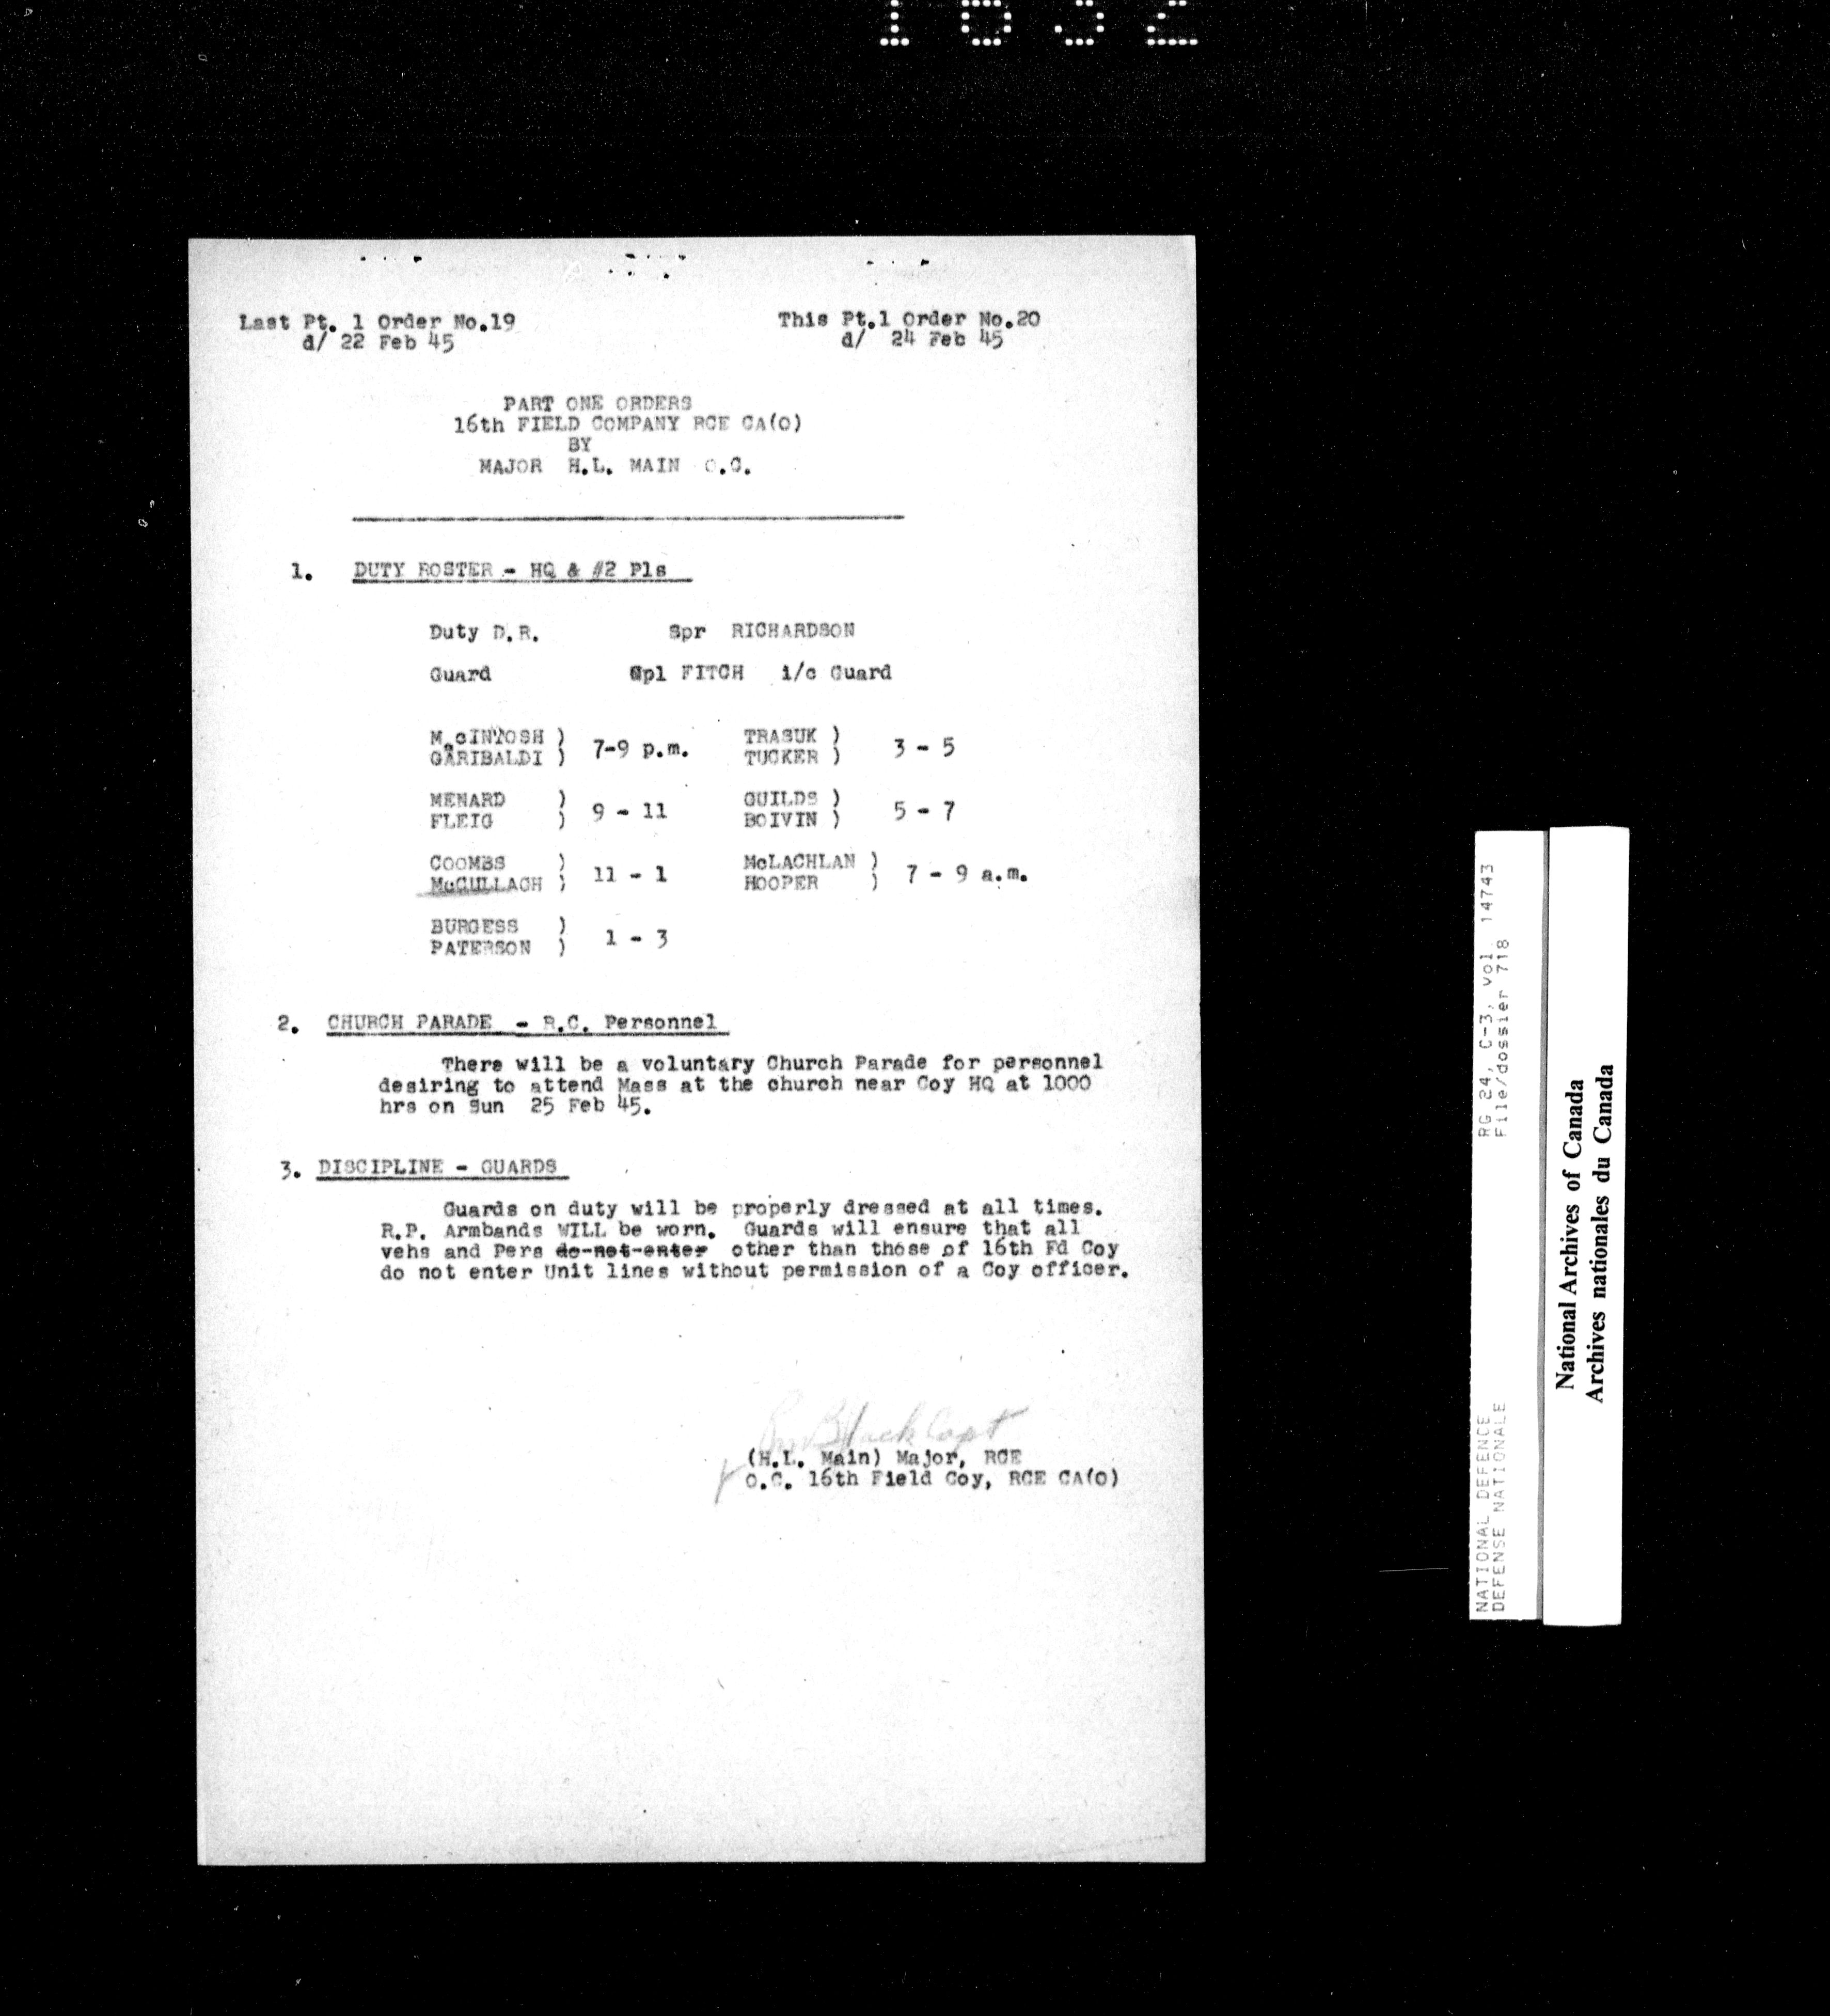 1632
Last Pt. 1 Order No.19
d/ 22 Feb 45
This Pt.1 Order No.20
d/ 24 Feb 45
PART ONE ORDERS
16th FIELD COMPANY RCE CA(O)
BY
MAJOR H.L. MAIN O.C.
1. DUTY ROSTER - HQ & #2 Pls
Duty D.R. Spr RICHARDSON
Guard Cpl FITCH i/c Guard
McINTOSH )
GARIBALDI ) 7-9 p.m.
TRASUK )
TUCKER ) 3 - 5
MENARD )
FLEIG ) 9 - 11
GUILDS )
BOIVIN ) 5 - 7
COOMBS )
McCULLAGH ) 11 - 1
McLACHLAN )
HOOPER ) 7 - 9 a.m.
BURGESS )
PATERSON ) 1 - 3
2. CHURCH PARADE - R.C. Personnel
There will be a voluntary Church Parade for personnel
desiring to attend Mass at the church near Coy HQ at 1000
hrs on Sun 25 Feb 45.
3. DISCIPLINE - GUARDS
Guards on duty will be properly dressed at all times.
R.P. Armbands WILL be worn. Guards will ensure that all
vehs and Pers do not enter other than those of 16th Fd Coy
do not enter Unit lines without permission of a Coy officer.
Black Capt
(H.L. Main) Major, RCE
O.C. 16th Field Coy, RCE CA(O)
NATIONAL DEFENCE RG 24, C-3, vol. 14743
DEFENSE NATIONALE File/dossier 718
National Archives of Canada
Archives nationales du Canada